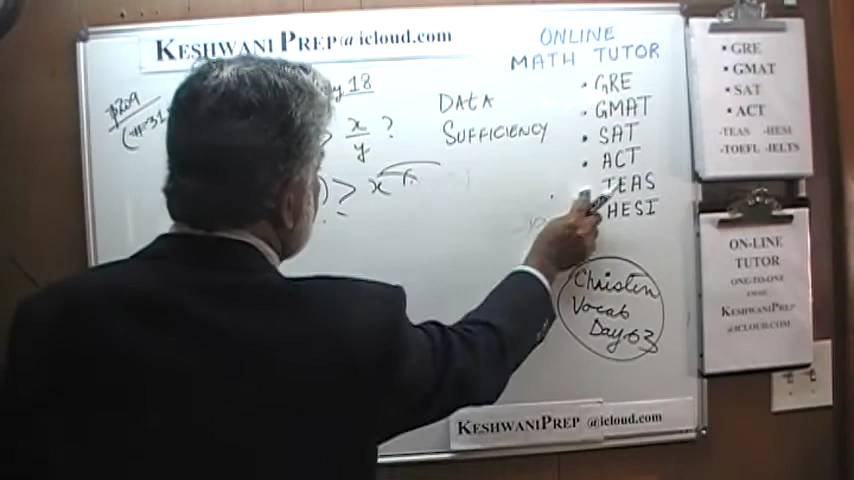 KESHWANI PREP@icloud.com
p209
(#31
18
x/y ?
> x
DATA
SUFFICIENCY
ONLINE
MATH TUTOR
• GRE
• GMAT
• SAT
• ACT
TEAS
HESI
Christen
Vocab
Day-63
KESHWANIPREP @icloud.com
• GRE
• GMAT
• SAT
• ACT
-TEAS -HESI
-TOEFL -IELTS
ON-LINE
TUTOR
ONE-TO-ONE
EMAIL
KESHWANIPREP
@ICLOUD.COM